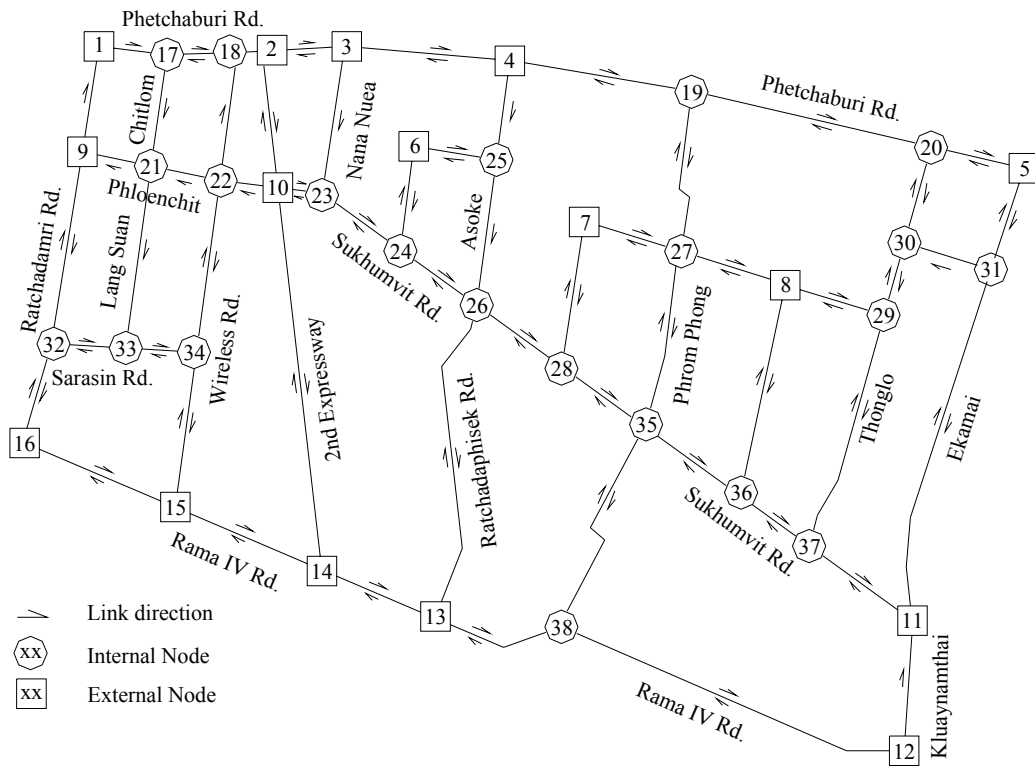 Phetchaburi Rd.
1
17
18
2
3
4
19
Phetchaburi Rd.
20
5
Chitlom
Nana Nuea
9
21
22
10
23
6
25
Phloenchit
Asoke
24
7
27
8
30
31
29
Sukhumvit Rd.
26
Ratchadamri Rd.
Lang Suan
Wireless Rd.
2nd Expressway
Phrom Phong
Thonglo
Ekamai
32
33
34
Sarasin Rd.
28
35
Ratchadaphisek Rd.
16
15
36
37
Sukhumvit Rd.
Rama IV Rd.
14
13
38
11
Rama IV Rd.
Kluaynamthai
12
Link direction
xx
Internal Node
xx
External Node